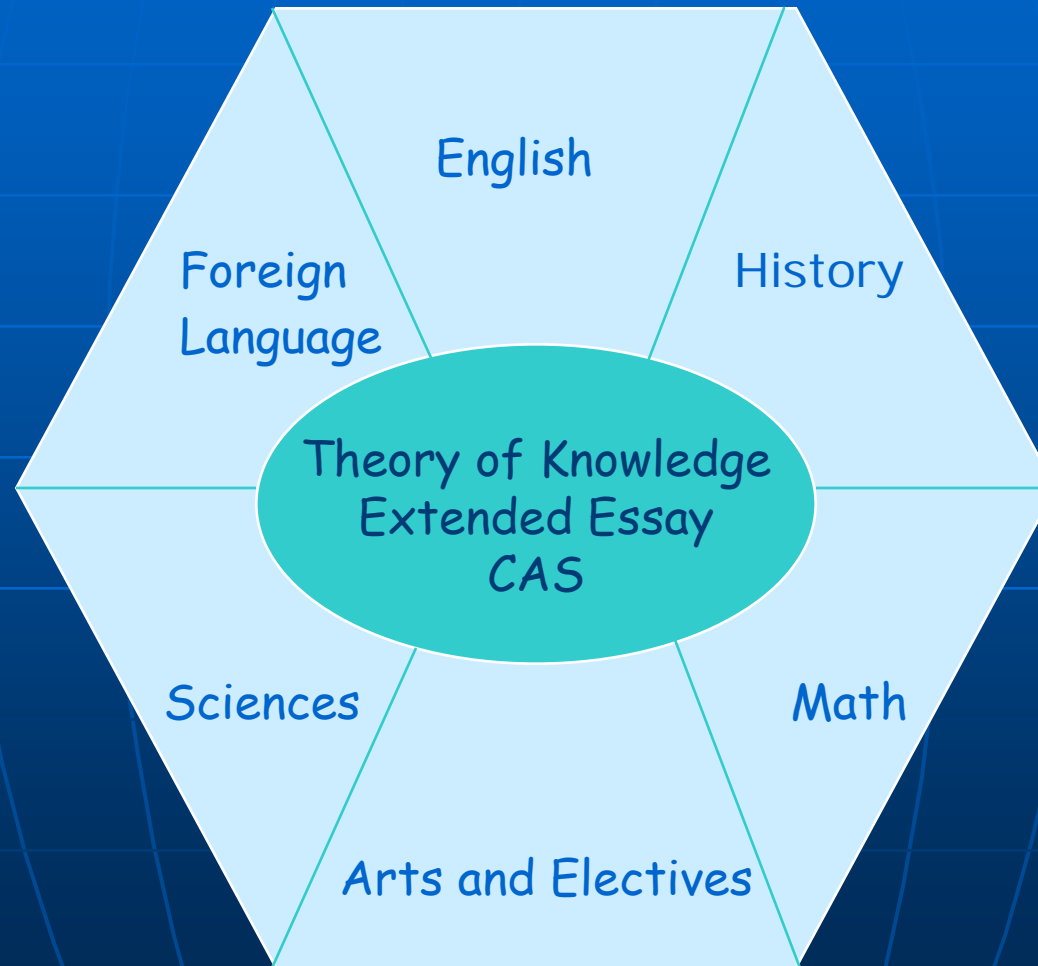 English
Foreign
Language
History
Theory of Knowledge
Extended Essay
CAS
Sciences
Math
Arts and Electives